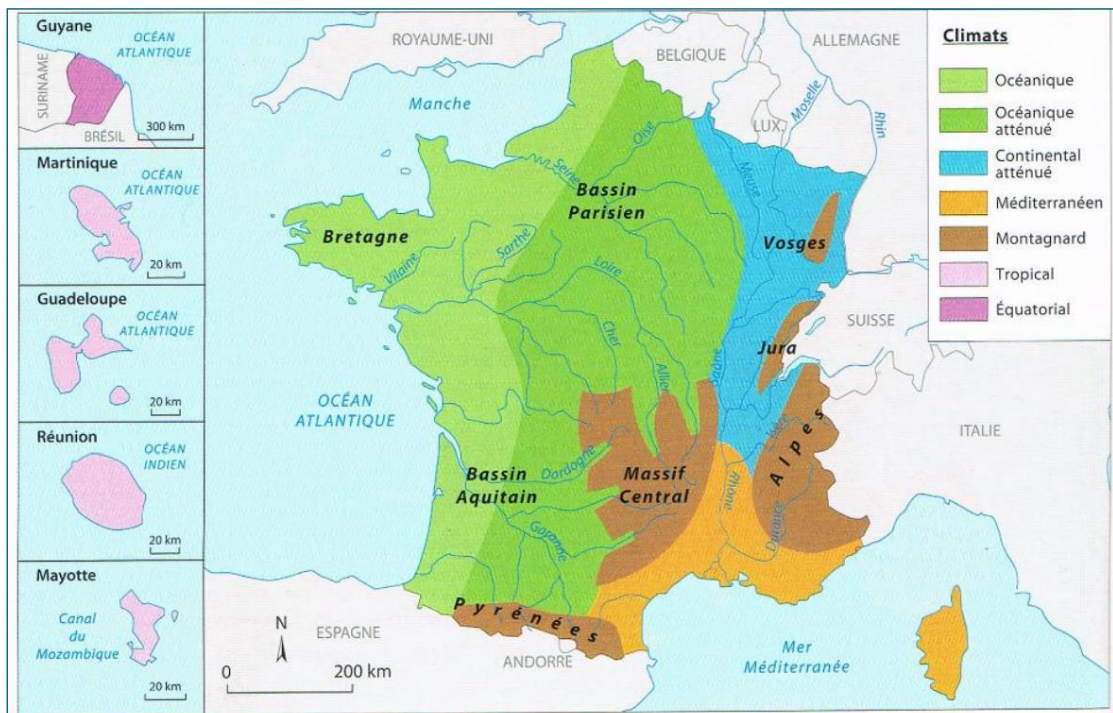 Guyane
OCÉAN
ATLANTIQUE
SURINAME
BRÉSIL
300 km
Martinique
OCÉAN
ATLANTIQUE
20 km
Guadeloupe
OCÉAN
ATLANTIQUE
20 km
Réunion
OCÉAN
INDIEN
20 km
Mayotte
Canal
du
Mozambique
20 km
ROYAUME-UNI
BELGIQUE
ALLEMAGNE
LUX.
Manche
Moselle
Rhin
Oise
Seine
Meuse
Bassin
Parisien
Bretagne
Vosges
Sarthe
Vilaine
Loire
SUISSE
Cher
Allier
Saône
Jura
OCÉAN
ATLANTIQUE
ITALIE
Isère
Alpes
Bassin
Aquitain
Dordogne
Massif
Central
Rhône
Durance
Garonne
Pyrénées
ESPAGNE
ANDORRE
Mer
Méditerranée
N
0 200 km
Climats
Océanique
Océanique
atténué
Continental
atténué
Méditerranéen
Montagnard
Tropical
Équatorial